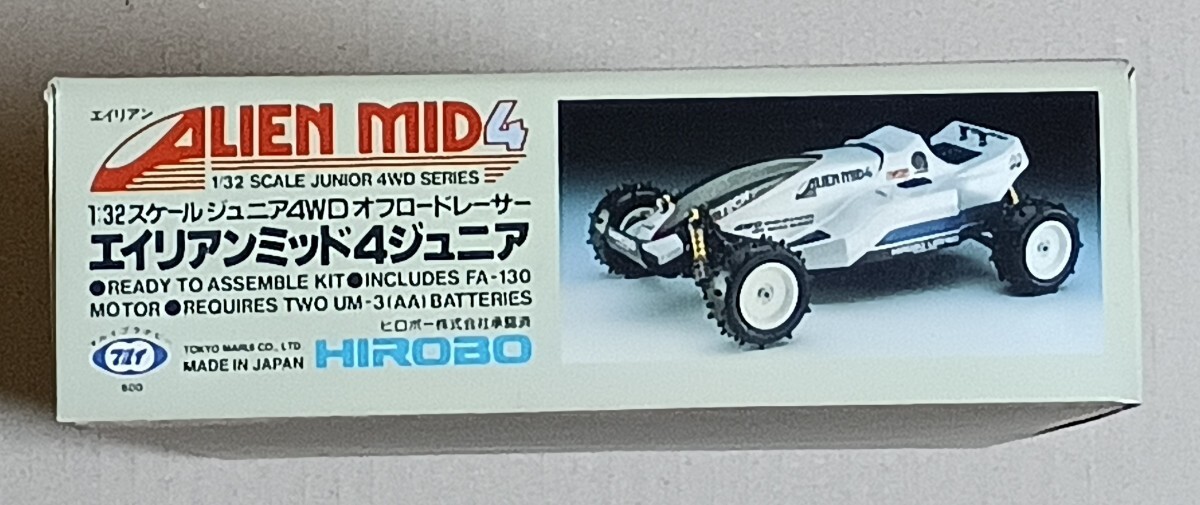 エイリアン
ALIEN MID4
1/32 SCALE JUNIOR 4WD SERIES
1:32スケールジュニア4WDオフロードレーサー
エイリアンミッド4ジュニア
●READY TO ASSEMBLE KIT●INCLUDES FA-130
MOTOR●REQUIRES TWO UM-3(AA)BATTERIES
ヒロボー株式会社承認済
マルイ
TOKYO MARUI CO., LTD.
MADE IN JAPAN
HIROBO
600
ALIEN MID4